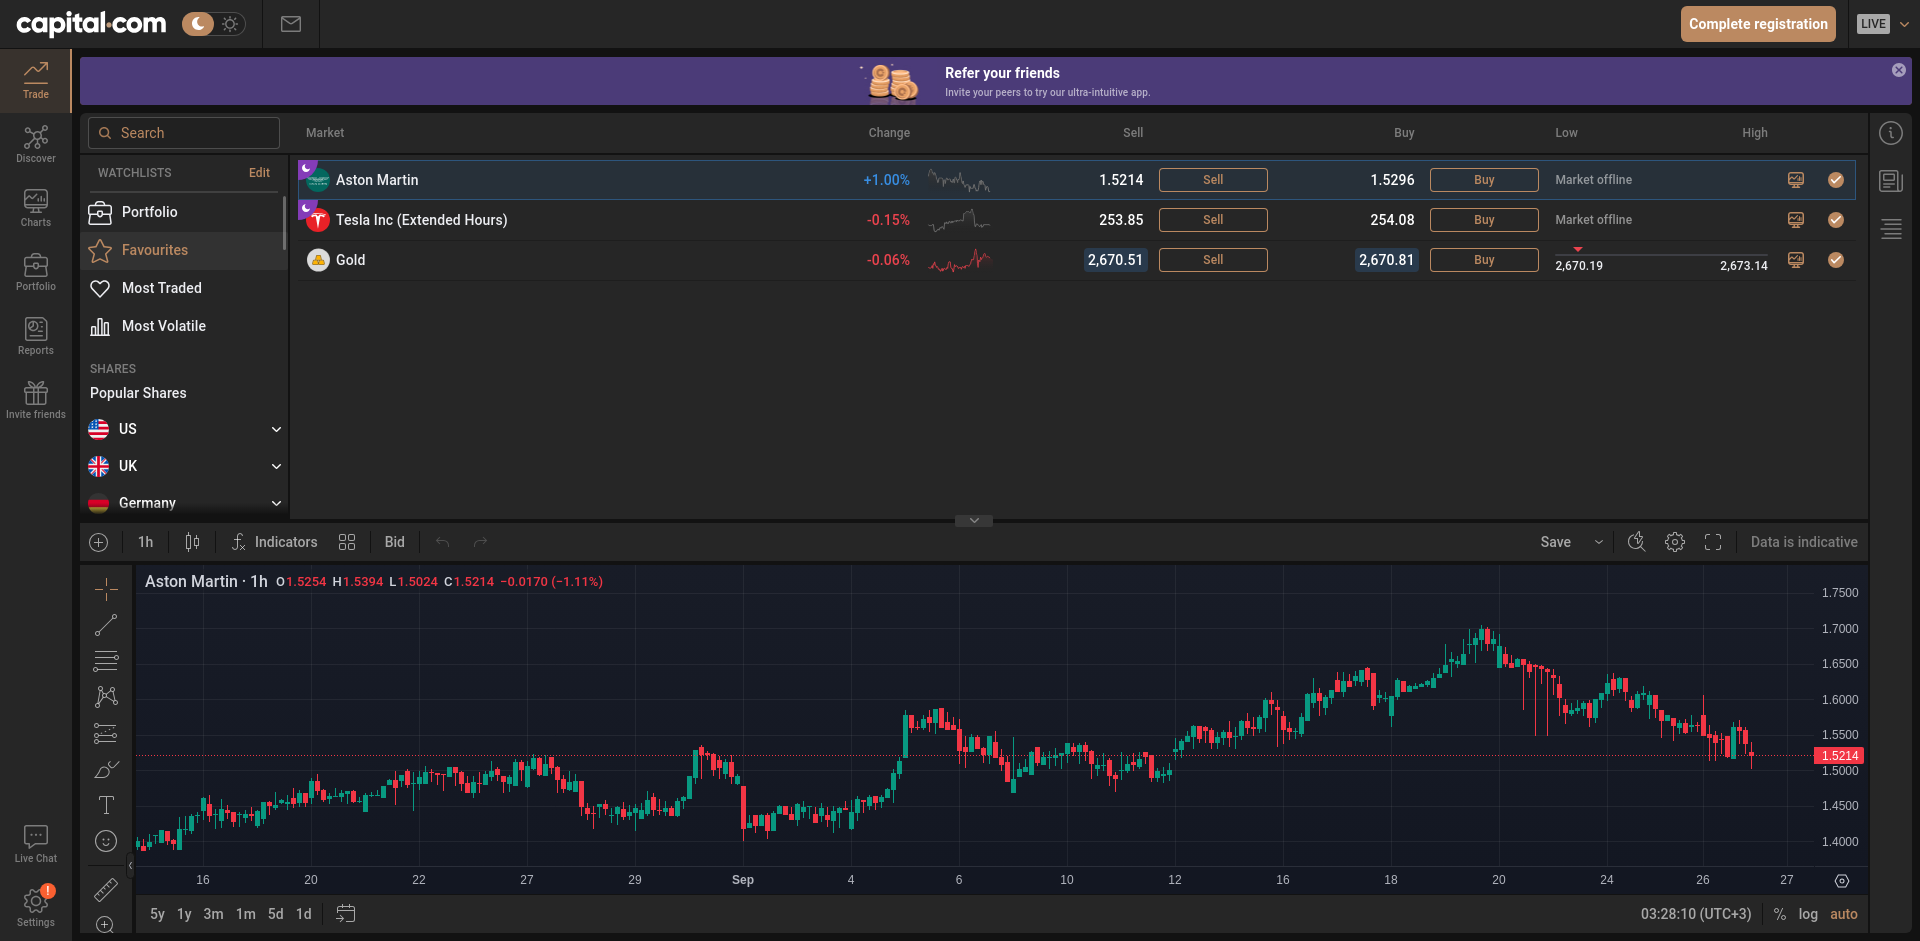 capital.com
Complete registration
LIVE
Trade
Discover
Charts
Portfolio
Reports
Invite friends
Live Chat
!
Settings
Refer your friends
Invite your peers to try our ultra-intuitive app.
Search
Market Change Sell Buy Low High
WATCHLISTS Edit
Portfolio
Favourites
Most Traded
Most Volatile
SHARES
Popular Shares
US
UK
Germany
Aston Martin +1.00% 1.5214 Sell 1.5296 Buy Market offline
Tesla Inc (Extended Hours) -0.15% 253.85 Sell 254.08 Buy Market offline
Gold -0.06% 2,670.51 Sell 2,670.81 Buy 2,670.19 2,673.14
1h Indicators Bid Save Data is indicative
Aston Martin · 1h O1.5254 H1.5394 L1.5024 C1.5214 −0.0170 (−1.11%)
1.7500
1.7000
1.6500
1.6000
1.5500
1.5214
1.5000
1.4500
1.4000
16 20 22 27 29 Sep 4 6 10 12 16 18 20 24 26 27
5y 1y 3m 1m 5d 1d 03:28:10 (UTC+3) % log auto